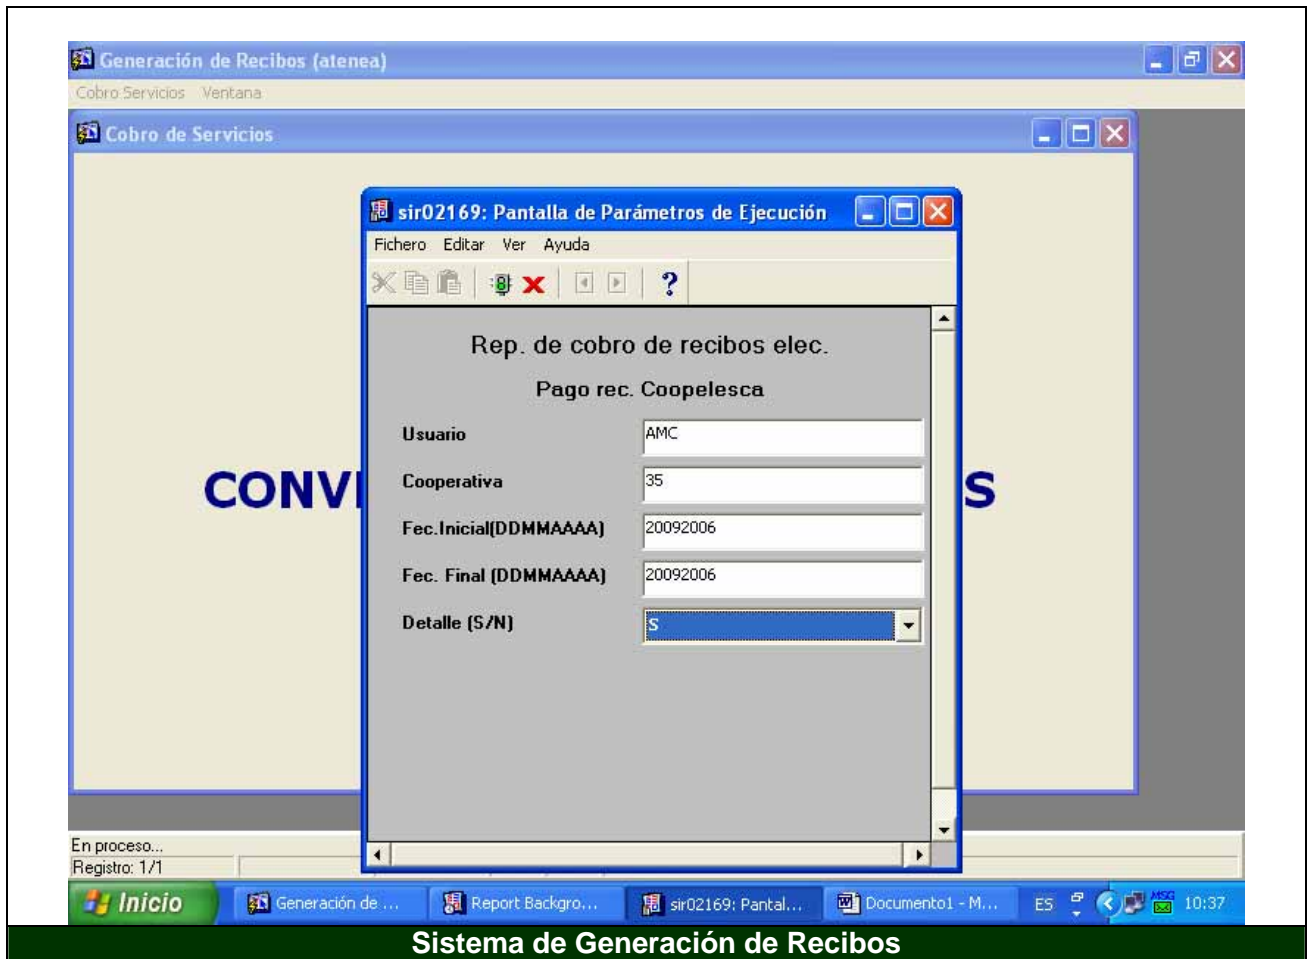 Generación de Recibos (atenea)
Cobro Servicios Ventana
Cobro de Servicios
sir02169: Pantalla de Parámetros de Ejecución
Fichero Editar Ver Ayuda
Rep. de cobro de recibos elec.
Pago rec. Coopelesca
Usuario AMC
Cooperativa 35
CONV S
Fec.Inicial(DDMMAAAA) 20092006
Fec. Final (DDMMAAAA) 20092006
Detalle (S/N) S
En proceso...
Registro: 1/1
Inicio Generación de ... Report Backgro... sir02169: Pantal... Documento1 - M... ES MSG 10:37
Sistema de Generación de Recibos